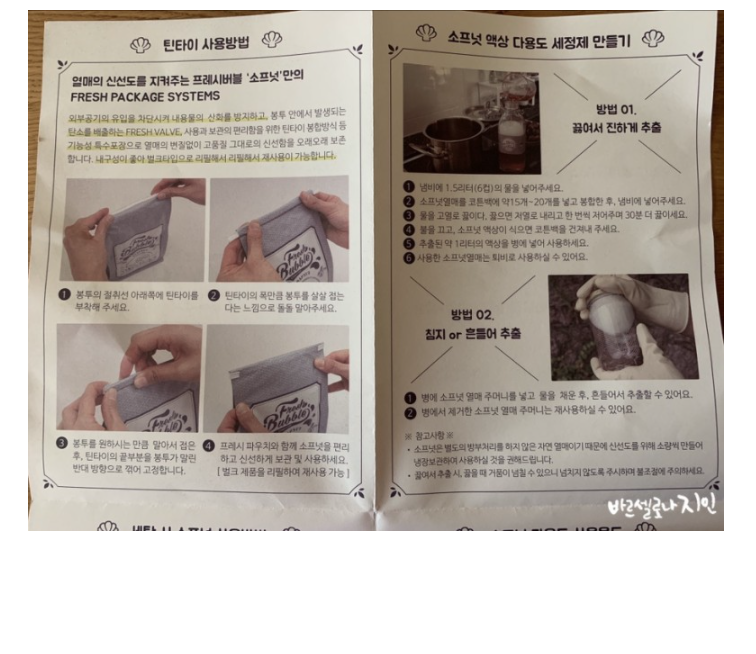 틴타이 사용방법
열매의 신선도를 지켜주는 프레시버블 '소프넛'만의
FRESH PACKAGE SYSTEMS
외부공기의 유입을 차단시켜 내용물의 산화를 방지하고, 봉투 안에서 발생되는
탄소를 배출하는 FRESH VALVE, 사용과 보관의 편리함을 위한 틴타이 봉합방식 등
기능성 특수포장으로 열매의 변질없이 고품질 그대로의 신선함을 오래오래 보존
합니다. 내구성이 좋아 벌크타입으로 리필해서 리필해서 재사용이 가능합니다.
Fresh
Bubble
1 봉투의 절취선 아래쪽에 틴타이를
부착해 주세요.
2 틴타이의 폭만큼 봉투를 살살 접는
다는 느낌으로 돌돌 말아주세요.
Fresh
Bubble
3 봉투를 원하시는 만큼 말아서 접은
후, 틴타이의 끝부분을 봉투가 말린
반대 방향으로 꺾어 고정합니다.
4 프레시 파우치와 함께 소프넛을 편리
하고 신선하게 보관 및 사용하세요.
[ 벌크 제품을 리필하여 재사용 가능 ]
소프넛 액상 다용도 세정제 만들기
방법 01.
끓여서 진하게 추출
1 냄비에 1.5리터(6컵)의 물을 넣어주세요.
2 소프넛열매를 코튼백에 약15개~20개를 넣고 봉합한 후, 냄비에 넣어주세요.
3 물을 고열로 끓이다, 끓으면 저열로 내리고 한 번씩 저어주며 30분 더 끓이세요.
4 불을 끄고, 소프넛 액상이 식으면 코튼백을 건져내 주세요.
5 추출된 약 1리터의 액상을 병에 넣어 사용하세요.
6 사용한 소프넛열매는 퇴비로 사용하실 수 있어요.
방법 02.
침지 or 흔들어 추출
1 병에 소프넛 열매 주머니를 넣고 물을 채운 후, 흔들어서 추출할 수 있어요.
2 병에서 제거한 소프넛 열매 주머니는 재사용하실 수 있어요.
※ 참고사항 ※
• 소프넛은 별도의 방부처리를 하지 않은 자연 열매이기 때문에 신선도를 위해 소량씩 만들어
냉장보관하여 사용하실 것을 권해드립니다.
• 끓여서 추출 시, 끓을 때 거품이 넘칠 수 있으니 넘치지 않도록 주시하며 불조절에 주의하세요.
바르셀로나지인